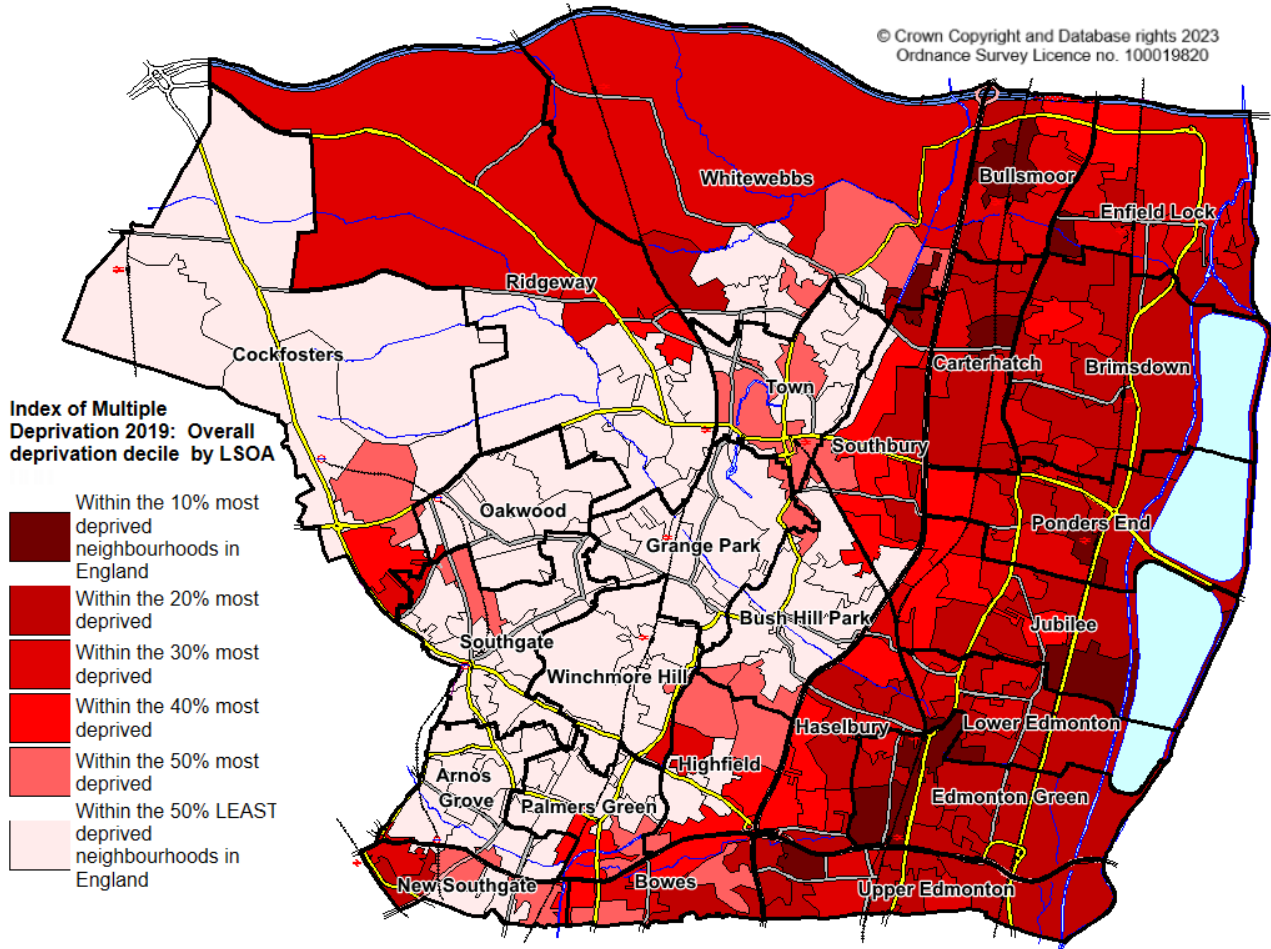 © Crown Copyright and Database rights 2023
Ordnance Survey Licence no. 100019820
Whitewebbs
Bullsmoor
Enfield Lock
Ridgeway
Cockfosters
Carterhatch
Brimsdown
Town
Southbury
Oakwood
Ponders End
Grange Park
Bush Hill Park
Jubilee
Southgate
Winchmore Hill
Haselbury
Lower Edmonton
Highfield
Arnos
Grove
Palmers Green
Edmonton Green
New Southgate
Bowes
Upper Edmonton
Index of Multiple
Deprivation 2019: Overall
deprivation decile by LSOA
Within the 10% most
deprived
neighbourhoods in
England
Within the 20% most
deprived
Within the 30% most
deprived
Within the 40% most
deprived
Within the 50% most
deprived
Within the 50% LEAST
deprived
neighbourhoods in
England